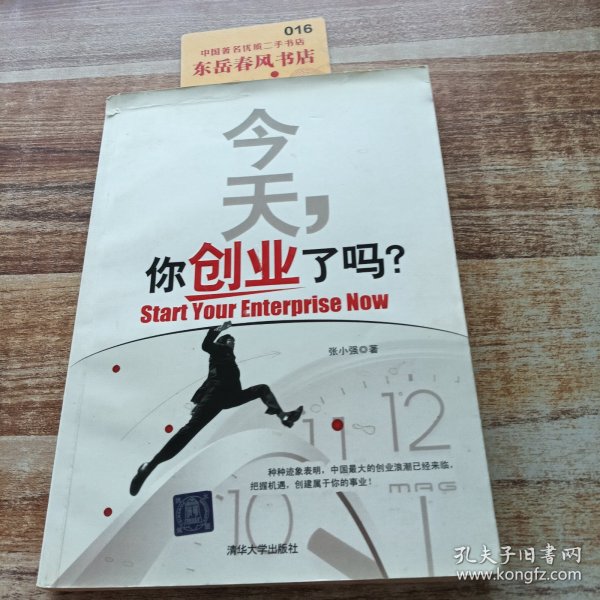 016
中国著名优质二手书店
东岳春风书店
今
天，
你创业了吗？
Start Your Enterprise Now
张小强◎著
11 12
10
种种迹象表明，中国最大的创业浪潮已经来临。
把握机遇，创建属于你的事业！
MAG
清华大学出版社
孔夫子旧书网
www.kongfz.com